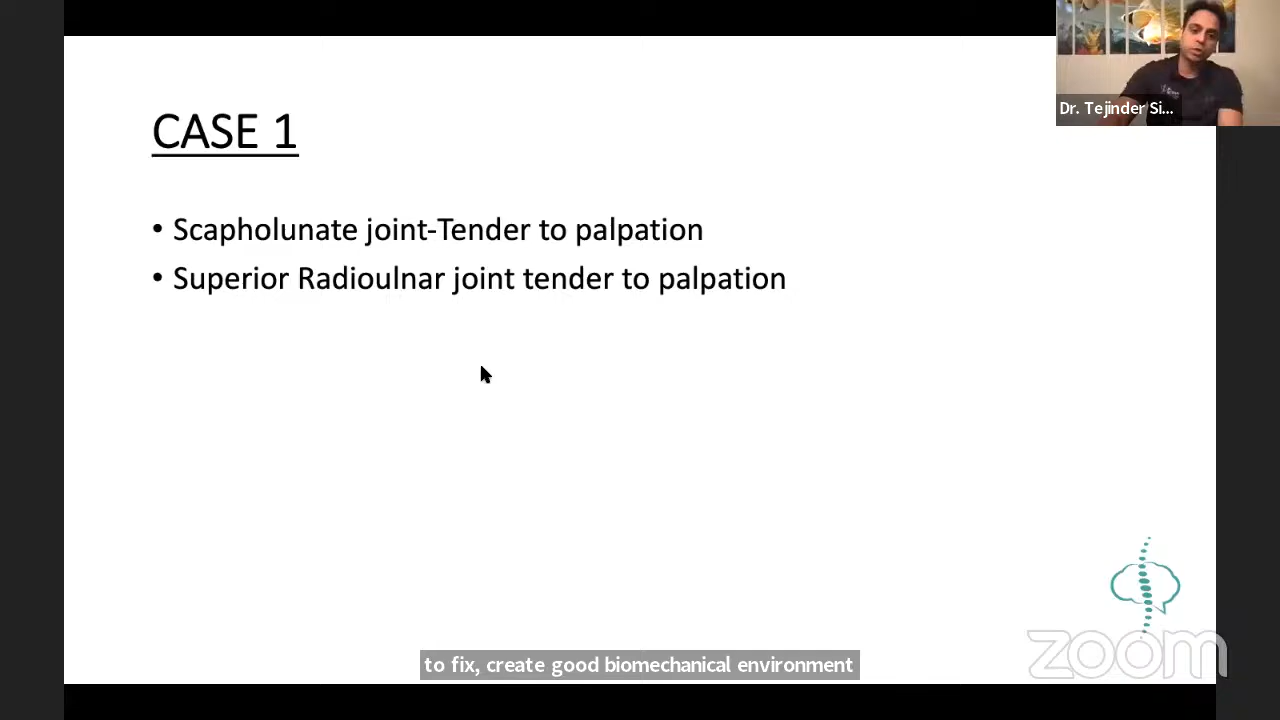 Dr. Tejinder Si...
CASE 1
• Scapholunate joint-Tender to palpation
• Superior Radioulnar joint tender to palpation
to fix, create good biomechanical environment
zoom